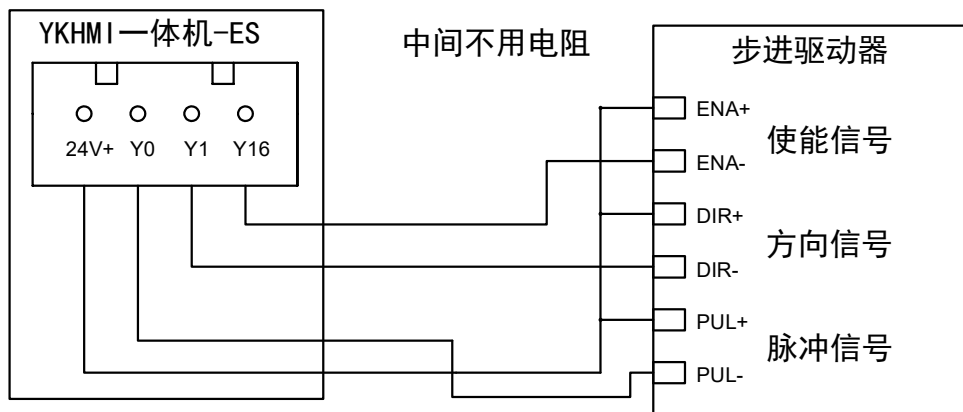 YKHMI一体机-ES
24V+ Y0 Y1 Y16
中间不用电阻
步进驱动器
ENA+
使能信号
ENA-
DIR+
方向信号
DIR-
PUL+
脉冲信号
PUL-